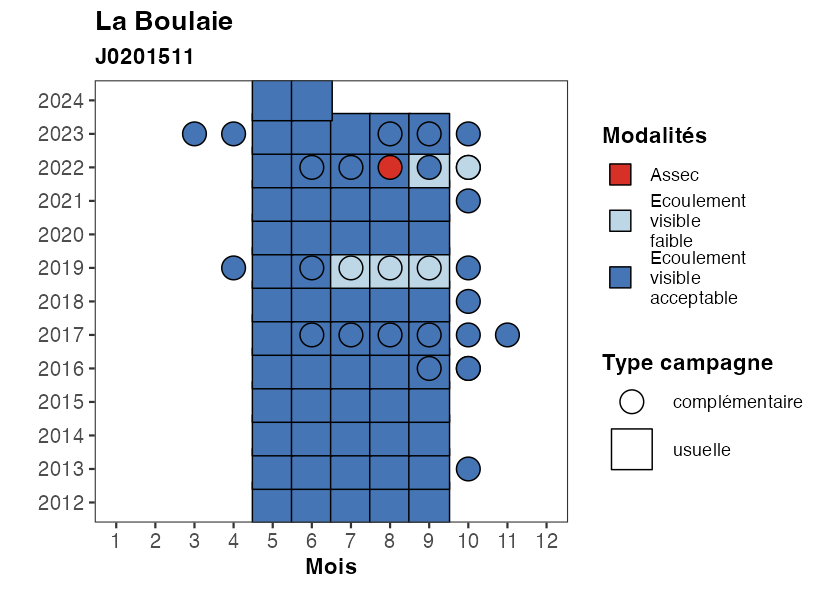 La Boulaie
J0201511
2024
2023
2022
2021
2020
2019
2018
2017
2016
2015
2014
2013
2012
1 2 3 4 5 6 7 8 9 10 11 12
Mois
Modalités
Assec
Ecoulement
visible
faible
Ecoulement
visible
acceptable
Type campagne
complémentaire
usuelle